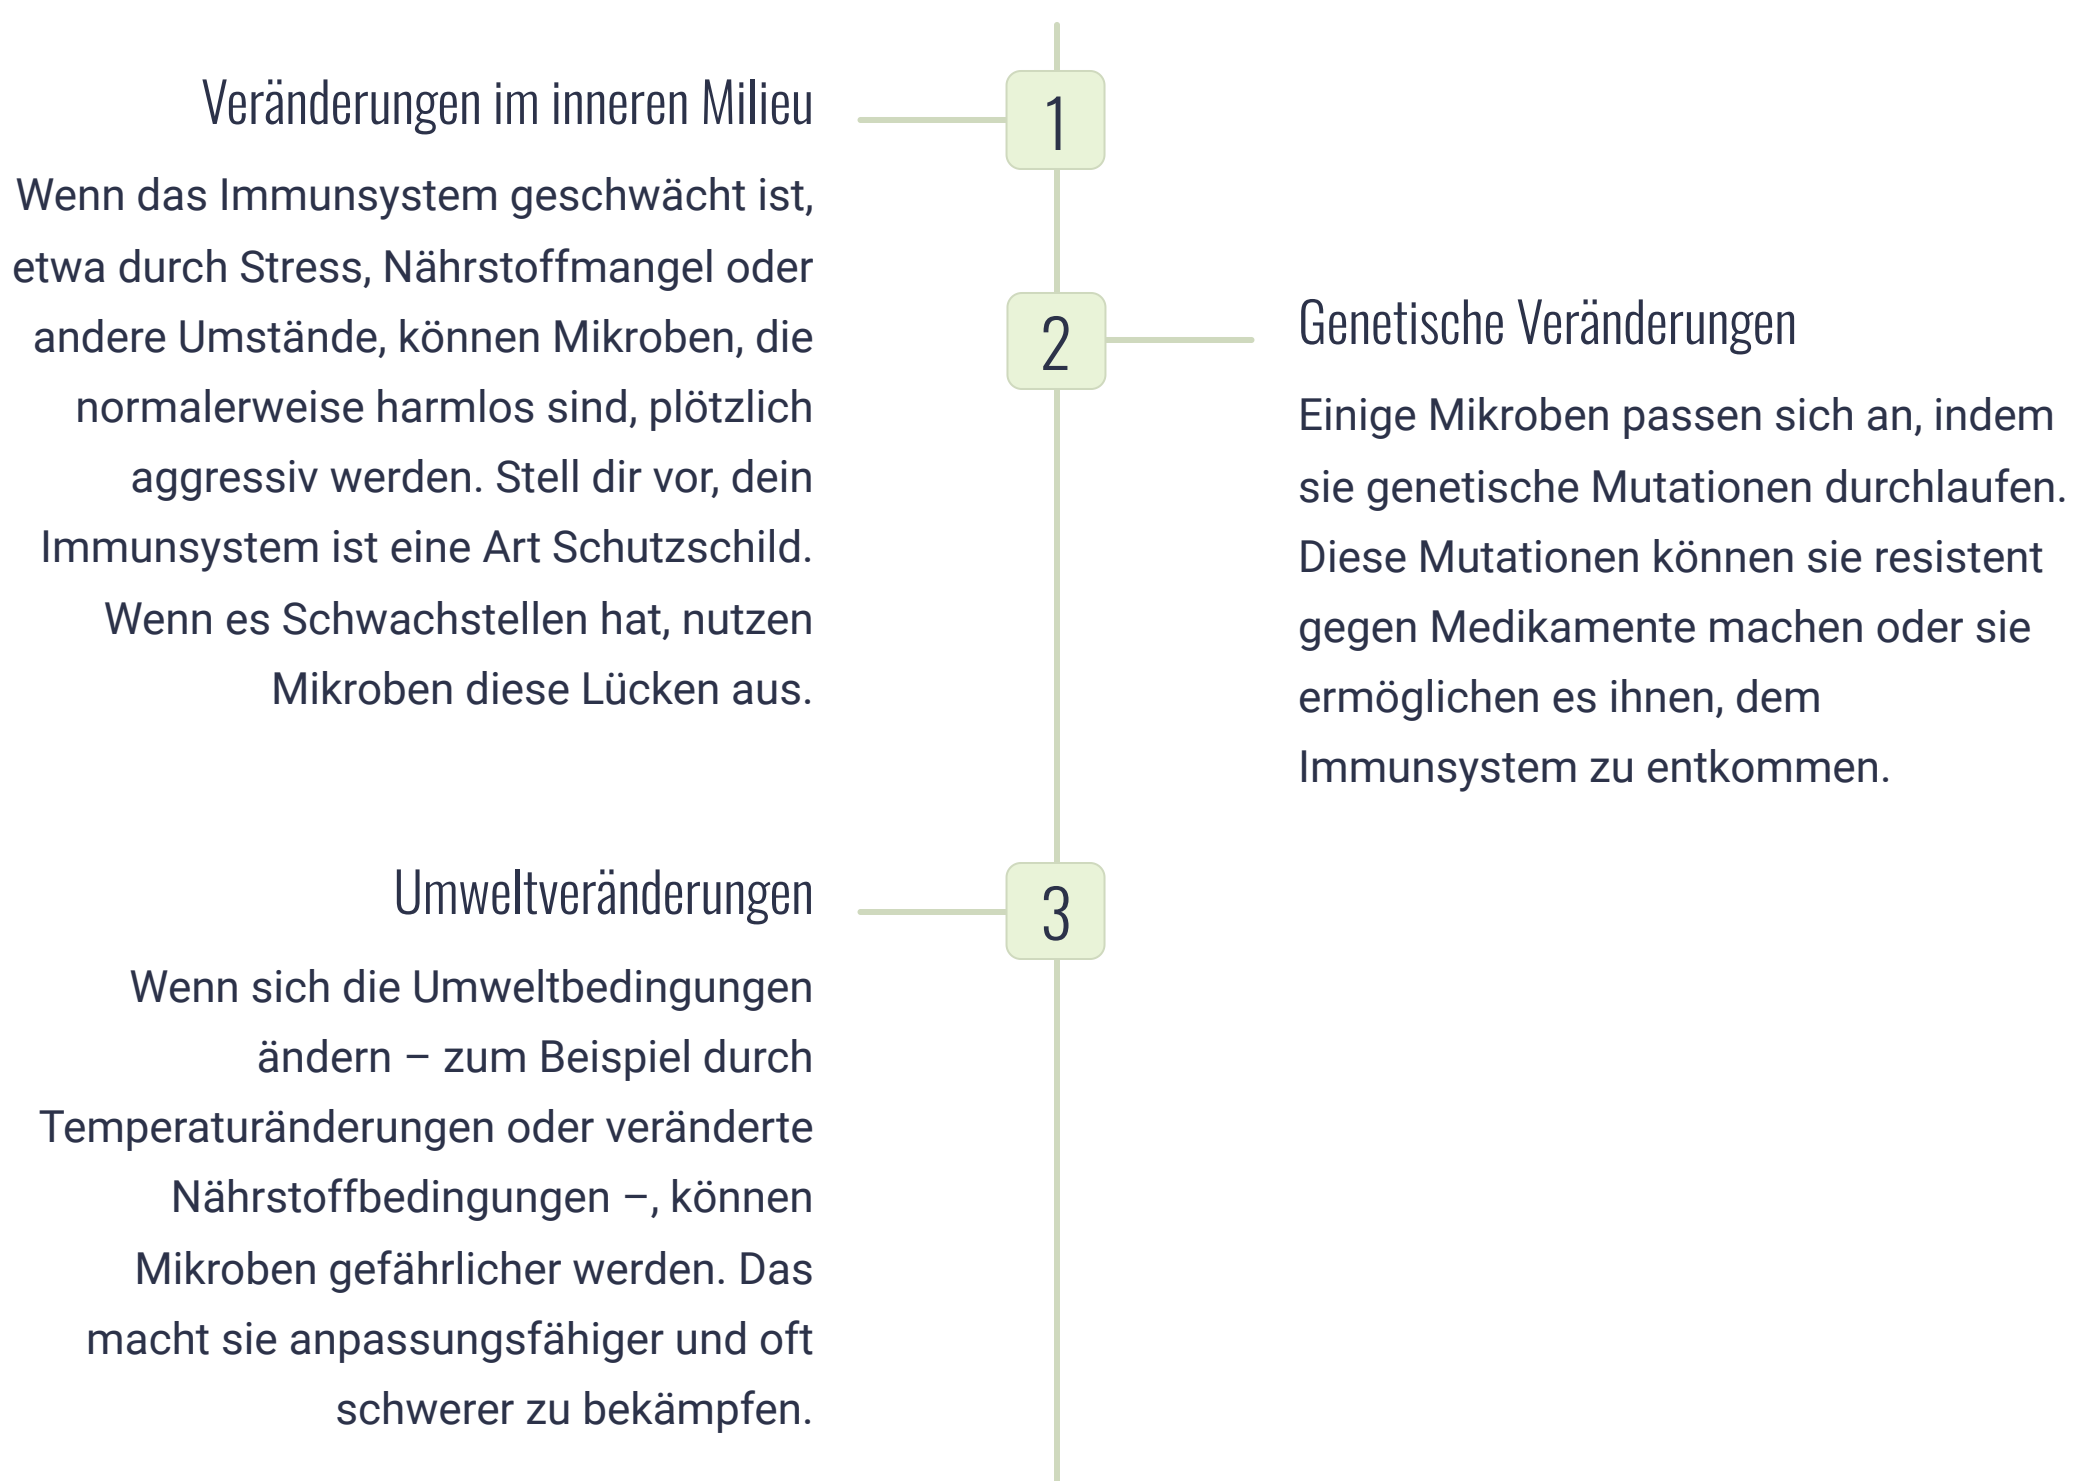 Veränderungen im inneren Milieu
1
Wenn das Immunsystem geschwächt ist,
etwa durch Stress, Nährstoffmangel oder
andere Umstände, können Mikroben, die
normalerweise harmlos sind, plötzlich
aggressiv werden. Stell dir vor, dein
Immunsystem ist eine Art Schutzschild.
Wenn es Schwachstellen hat, nutzen
Mikroben diese Lücken aus.
2
Genetische Veränderungen
Einige Mikroben passen sich an, indem
sie genetische Mutationen durchlaufen.
Diese Mutationen können sie resistent
gegen Medikamente machen oder sie
ermöglichen es ihnen, dem
Immunsystem zu entkommen.
Umweltveränderungen
3
Wenn sich die Umweltbedingungen
ändern – zum Beispiel durch
Temperaturänderungen oder veränderte
Nährstoffbedingungen –, können
Mikroben gefährlicher werden. Das
macht sie anpassungsfähiger und oft
schwerer zu bekämpfen.